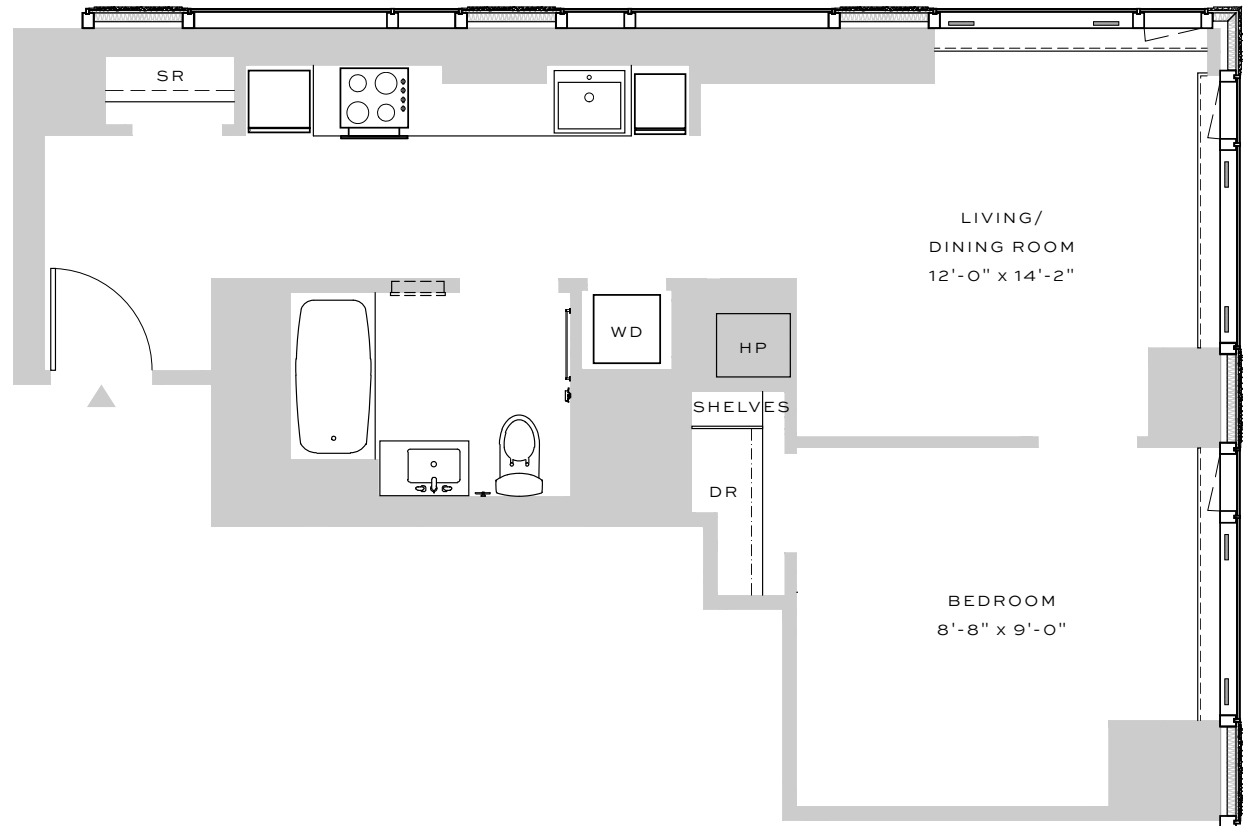 SR
LIVING/
DINING ROOM
12'-0" x 14'-2"
WD
HP
SHELVES
DR
BEDROOM
8'-8" x 9'-0"